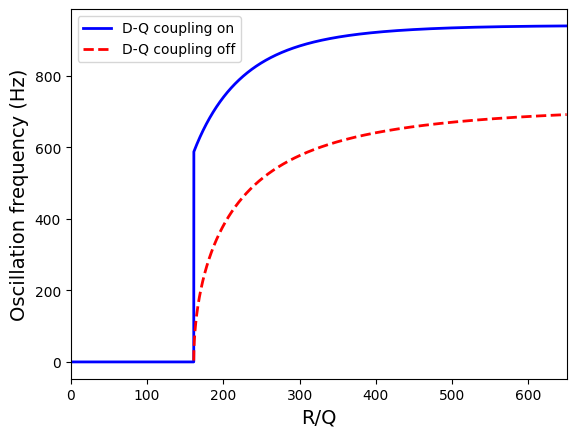 D-Q coupling on
D-Q coupling off
Oscillation frequency (Hz)
800
600
400
200
0
0 100 200 300 400 500 600
R/Q